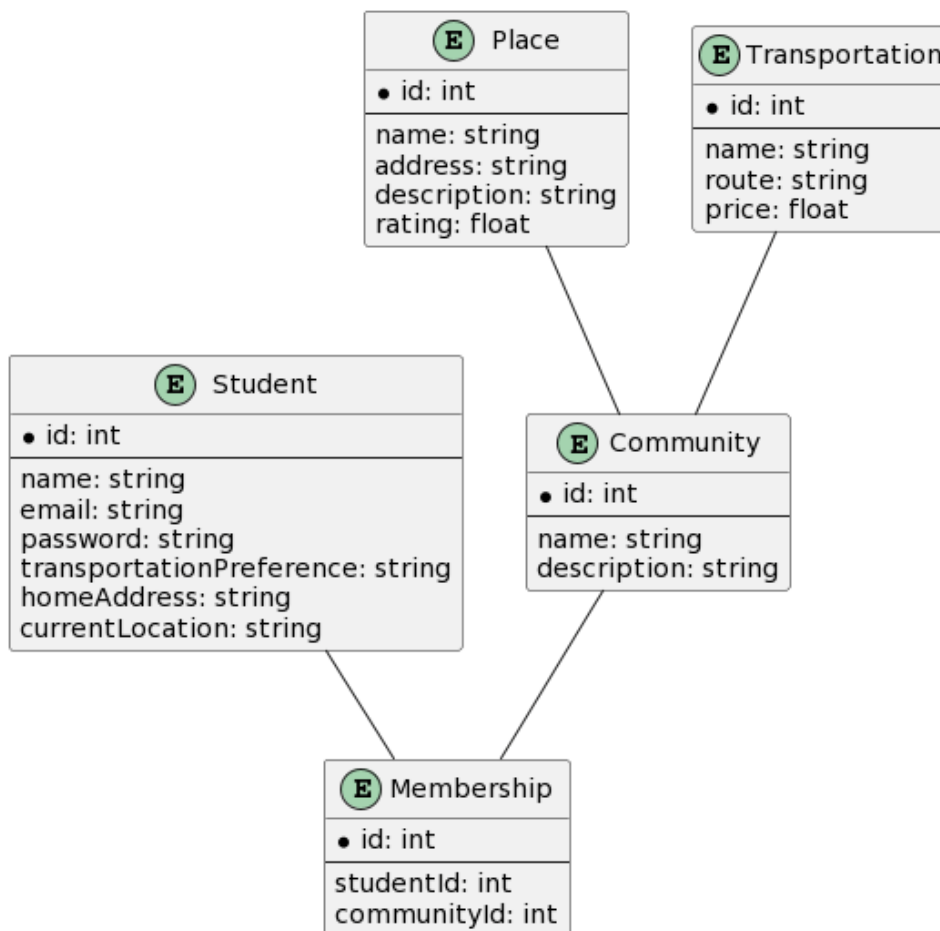 E Place
id: int
name: string
address: string
description: string
rating: float
E Transportation
id: int
name: string
route: string
price: float
E Student
id: int
name: string
email: string
password: string
transportationPreference: string
homeAddress: string
currentLocation: string
E Community
id: int
name: string
description: string
E Membership
id: int
studentId: int
communityId: int